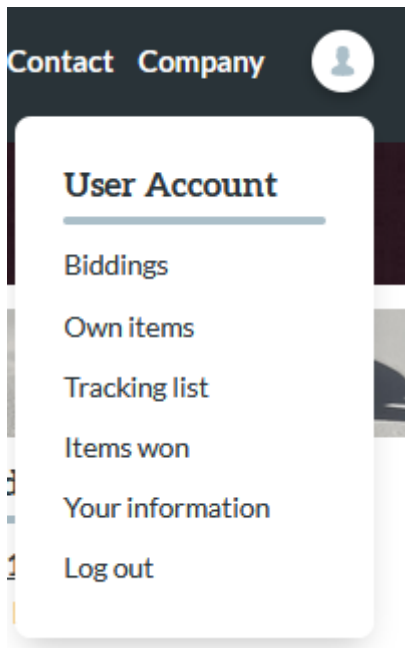 Contact Company
User Account
Biddings
Own items
Tracking list
Items won
Your information
Log out